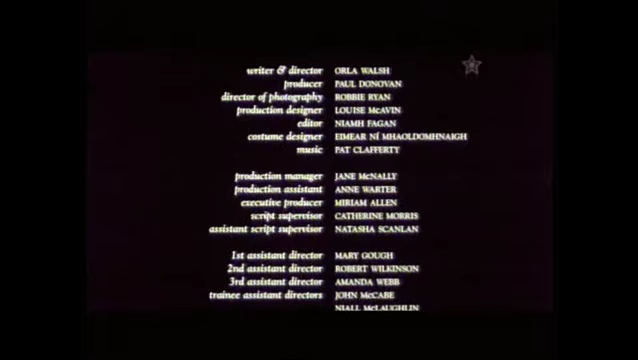 writer & director ORLA WALSH
producer PAUL DONOVAN
director of photography ROBBIE RYAN
production designer LOUISE McAVIN
editor NIAMH FAGAN
costume designer EIMEAR NÍ MHAOLDOMHNAIGH
music PAT CLAFFERTY
production manager JANE McNALLY
production assistant ANNE WARTER
executive producer MIRIAM ALLEN
script supervisor CATHERINE MORRIS
assistant script supervisor NATASHA SCANLAN
1st assistant director MARY GOUGH
2nd assistant director ROBERT WILKINSON
3rd assistant director AMANDA WEBB
trainee assistant directors JOHN McCABE
NIALL McLAUGHLIN